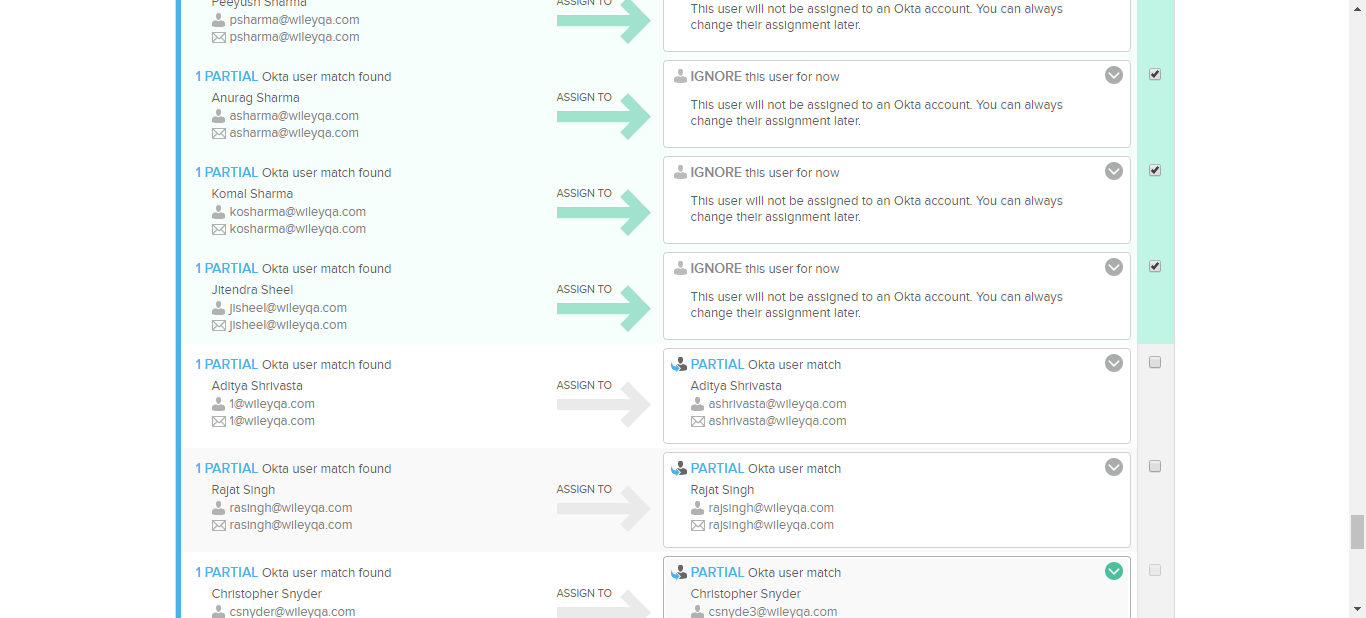 Peeyush Sharma
psharma@wileyqa.com
psharma@wileyqa.com
ASSIGN TO
This user will not be assigned to an Okta account. You can always
change their assignment later.
1 PARTIAL Okta user match found
Anurag Sharma
asharma@wileyqa.com
asharma@wileyqa.com
ASSIGN TO
IGNORE this user for now
This user will not be assigned to an Okta account. You can always
change their assignment later.
1 PARTIAL Okta user match found
Komal Sharma
kosharma@wileyqa.com
kosharma@wileyqa.com
ASSIGN TO
IGNORE this user for now
This user will not be assigned to an Okta account. You can always
change their assignment later.
1 PARTIAL Okta user match found
Jitendra Sheel
jisheel@wileyqa.com
jisheel@wileyqa.com
ASSIGN TO
IGNORE this user for now
This user will not be assigned to an Okta account. You can always
change their assignment later.
1 PARTIAL Okta user match found
Aditya Shrivasta
1@wileyqa.com
1@wileyqa.com
ASSIGN TO
PARTIAL Okta user match
Aditya Shrivasta
ashrivasta@wileyqa.com
ashrivasta@wileyqa.com
1 PARTIAL Okta user match found
Rajat Singh
rasingh@wileyqa.com
rasingh@wileyqa.com
ASSIGN TO
PARTIAL Okta user match
Rajat Singh
rajsingh@wileyqa.com
rajsingh@wileyqa.com
1 PARTIAL Okta user match found
Christopher Snyder
csnyder@wileyqa.com
ASSIGN TO
PARTIAL Okta user match
Christopher Snyder
csnyde3@wileyqa.com